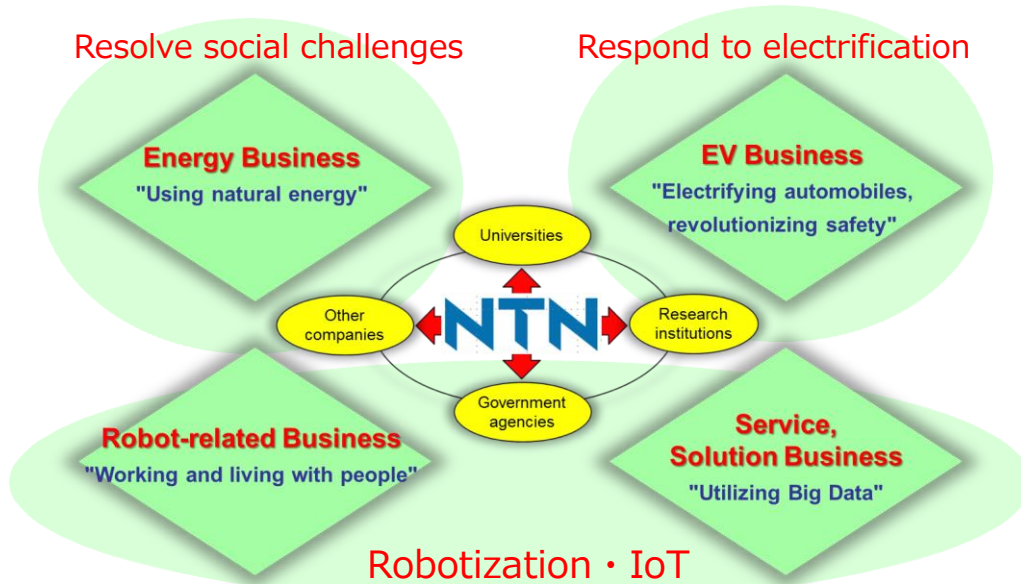 Resolve social challenges
Respond to electrification
Energy Business
"Using natural energy"
EV Business
"Electrifying automobiles,
revolutionizing safety"
Universities
Other
companies
NTN
Research
institutions
Government
agencies
Robot-related Business
"Working and living with people"
Service,
Solution Business
"Utilizing Big Data"
Robotization・IoT